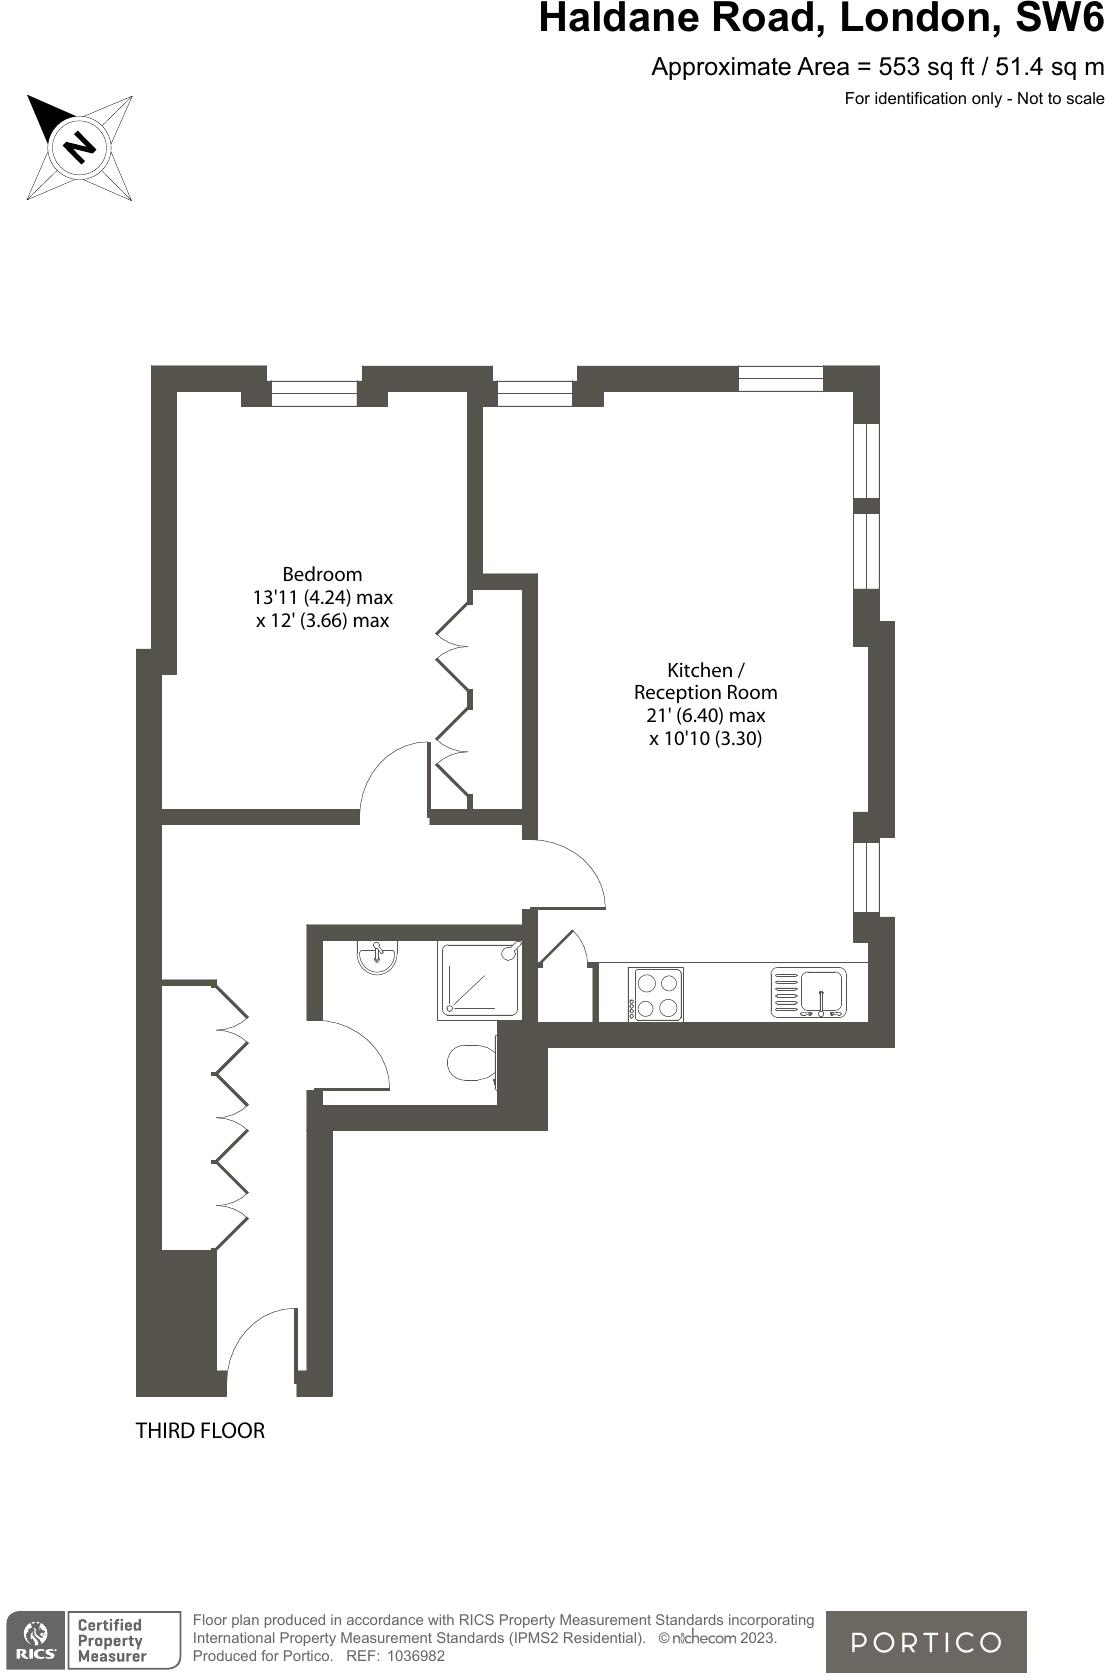 Haldane Road, London, SW6
Approximate Area = 553 sq ft / 51.4 sq m
For identification only - Not to scale
N
Bedroom
13'11 (4.24) max
x 12' (3.66) max
Kitchen /
Reception Room
21' (6.40) max
x 10'10 (3.30)
THIRD FLOOR
RICS
Certified
Property
Measurer
Floor plan produced in accordance with RICS Property Measurement Standards incorporating
International Property Measurement Standards (IPMS2 Residential). © nichecom 2023.
Produced for Portico. REF: 1036982
PORTICO